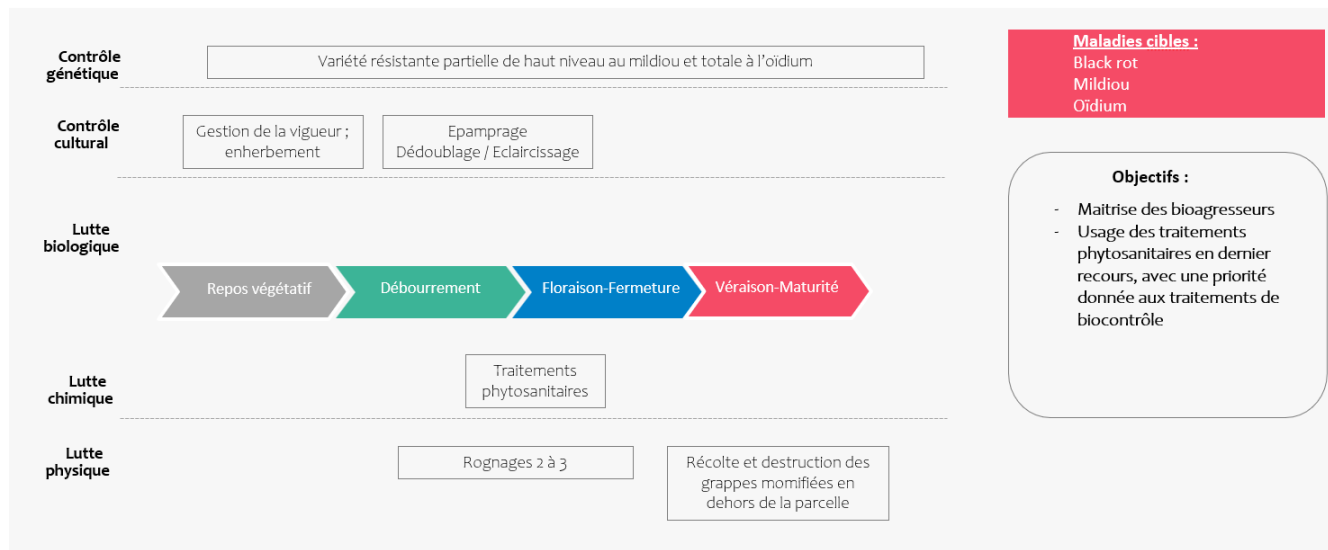 Contrôle
génétique
Variété résistante partielle de haut niveau au mildiou et totale à l'oïdium
Contrôle
cultural
Gestion de la vigueur ;
enherbement
Epamprage
Dédoublage / Eclaircissage
Lutte
biologique
Repos végétatif
Débourrement
Floraison-Fermeture
Véraison-Maturité
Lutte
chimique
Traitements
phytosanitaires
Lutte
physique
Rognages 2 à 3
Récolte et destruction des
grappes momifiées en
dehors de la parcelle
Maladies cibles :
Black rot
Mildiou
Oïdium
Objectifs :
- Maitrise des bioagresseurs
- Usage des traitements
phytosanitaires en dernier
recours, avec une priorité
donnée aux traitements de
biocontrôle